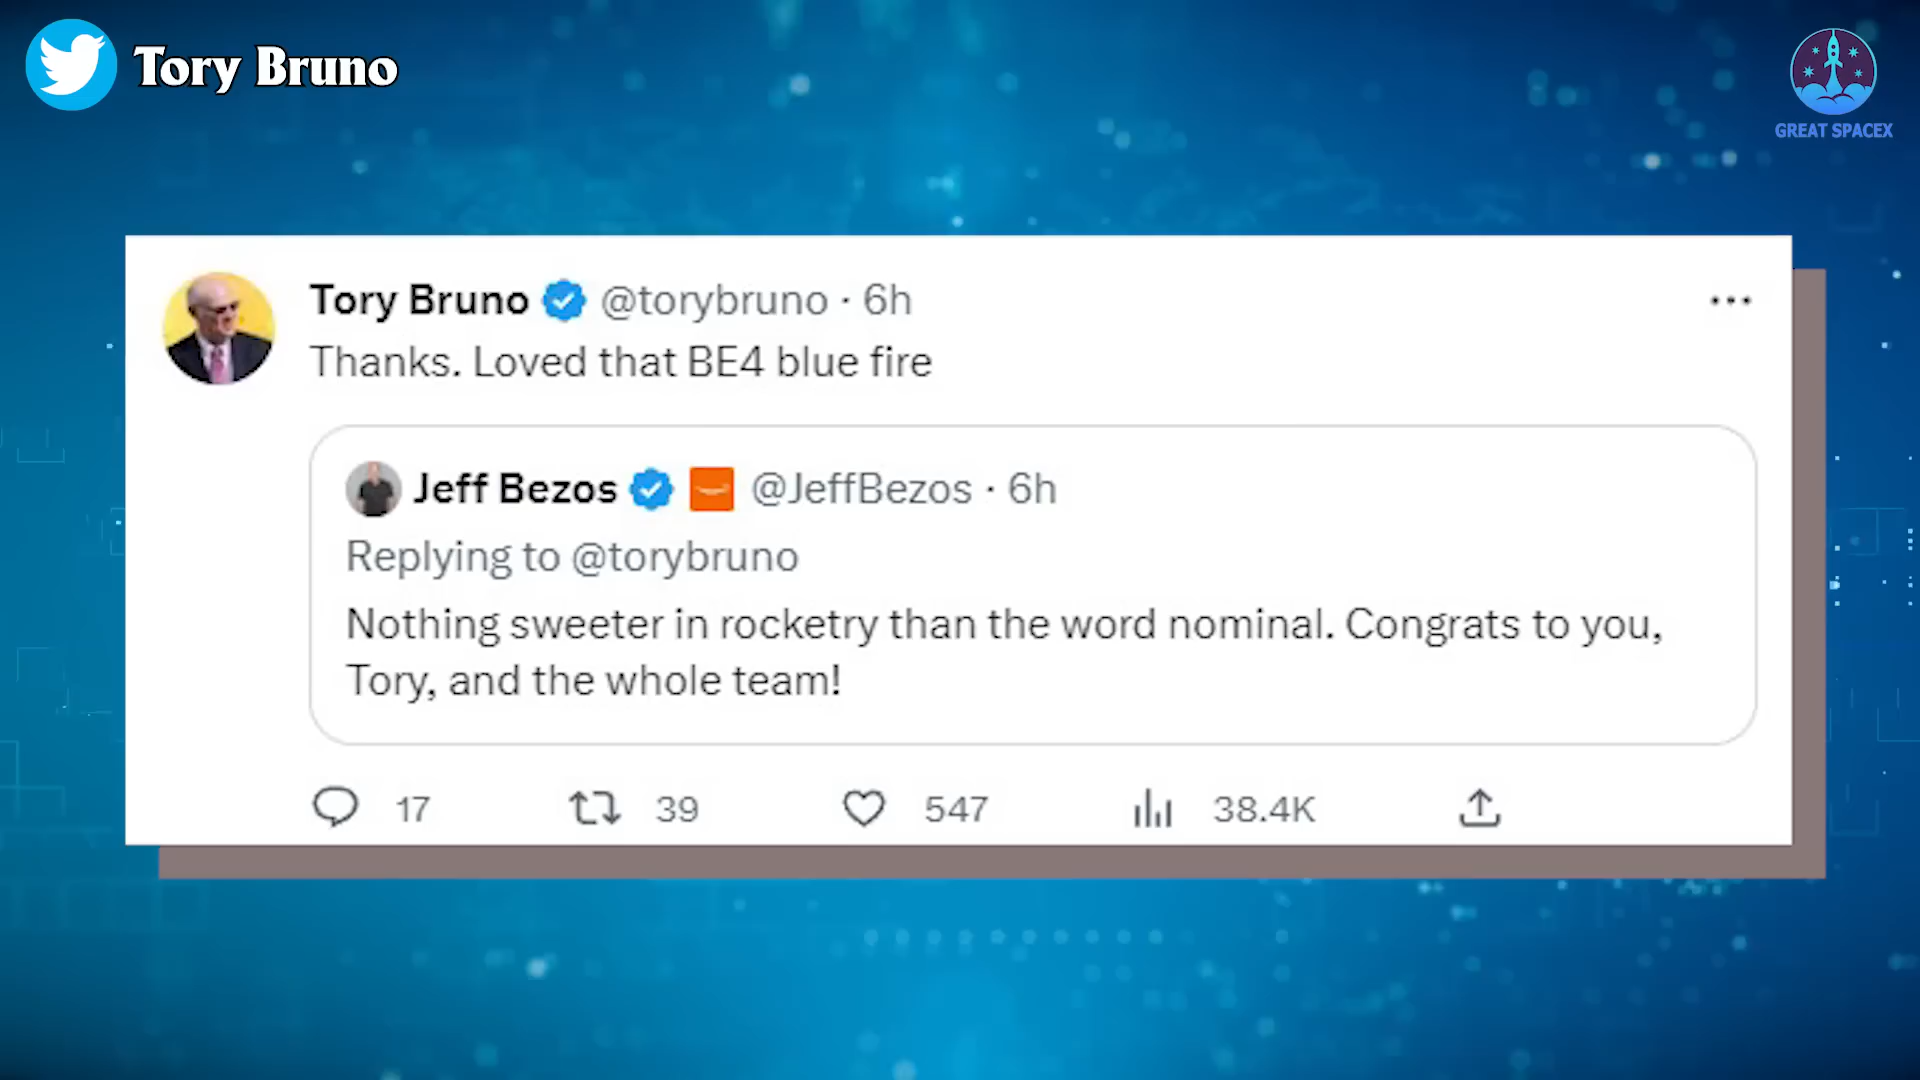 Tory Bruno
GREAT SPACEX
Tory Bruno @torybruno · 6h
Thanks. Loved that BE4 blue fire
Jeff Bezos @JeffBezos · 6h
Replying to @torybruno
Nothing sweeter in rocketry than the word nominal. Congrats to you,
Tory, and the whole team!
17 39 547 38.4K